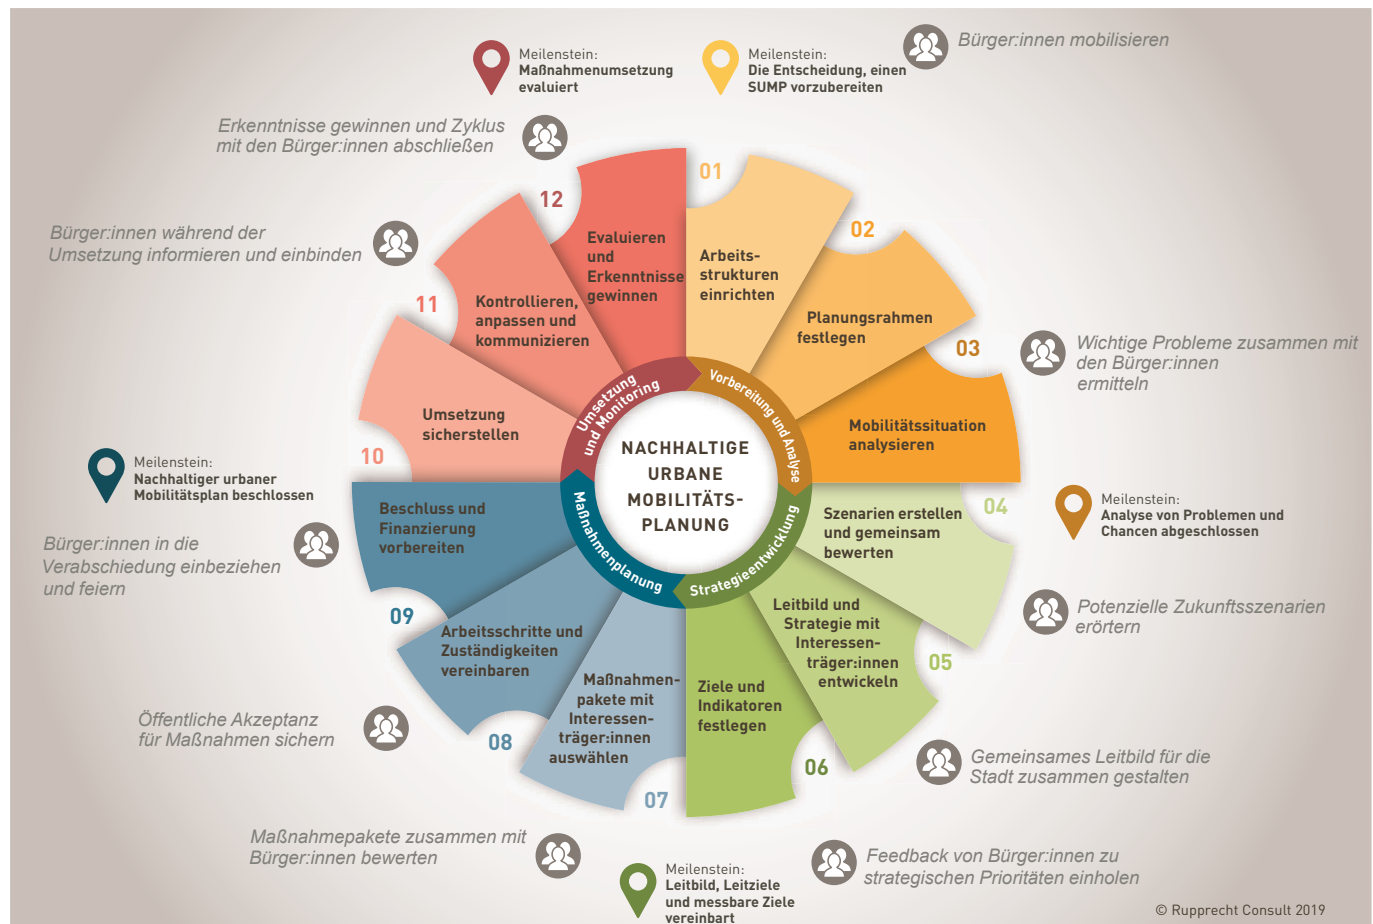 Meilenstein:
Maßnahmenumsetzung
evaluiert
Meilenstein:
Die Entscheidung, einen
SUMP vorzubereiten
Bürger:innen mobilisieren
Erkenntnisse gewinnen und Zyklus
mit den Bürger:innen abschließen
Bürger:innen während der
Umsetzung informieren und einbinden
01
Arbeits-
strukturen
einrichten
02
Planungsrahmen
festlegen
03
Mobilitätssituation
analysieren
Wichtige Probleme zusammen mit
den Bürger:innen
ermitteln
Meilenstein:
Analyse von Problemen und
Chancen abgeschlossen
04
Szenarien erstellen
und gemeinsam
bewerten
Potenzielle Zukunftsszenarien
erörtern
05
Leitbild und
Strategie mit
Interessen-
träger:innen
entwickeln
Gemeinsames Leitbild für die
Stadt zusammen gestalten
06
Ziele und
Indikatoren
festlegen
Feedback von Bürger:innen zu
strategischen Prioritäten einholen
Meilenstein:
Leitbild, Leitziele
und messbare Ziele
vereinbart
07
Maßnahmen-
pakete mit
Interessen-
träger:innen
auswählen
Maßnahmepakete zusammen mit
Bürger:innen bewerten
08
Arbeitsschritte und
Zuständigkeiten
vereinbaren
Öffentliche Akzeptanz
für Maßnahmen sichern
09
Beschluss und
Finanzierung
vorbereiten
Bürger:innen in die
Verabschiedung einbeziehen
und feiern
Meilenstein:
Nachhaltiger urbaner
Mobilitätsplan beschlossen
10
Umsetzung
sicherstellen
11
Kontrollieren,
anpassen und
kommunizieren
12
Evaluieren
und
Erkenntnisse
gewinnen
Vorbereitung und Analyse
Strategieentwicklung
Maßnahmenplanung
Umsetzung
und Monitoring
NACHHALTIGE
URBANE
MOBILITÄTS-
PLANUNG
© Rupprecht Consult 2019